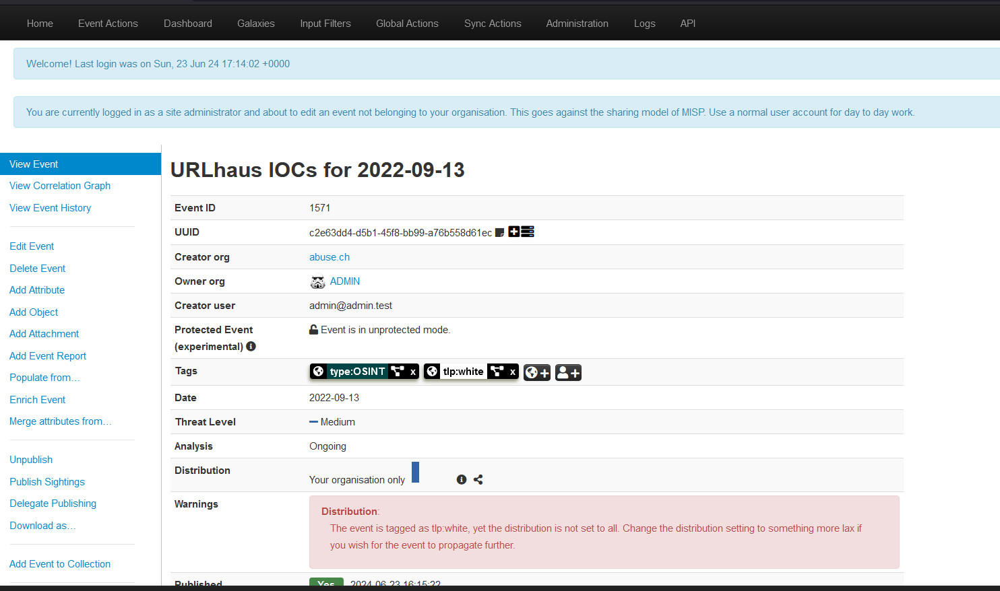 Home Event Actions Dashboard Galaxies Input Filters Global Actions Sync Actions Administration Logs API
Welcome! Last login was on Sun, 23 Jun 24 17:14:02 +0000
You are currently logged in as a site administrator and about to edit an event not belonging to your organisation. This goes against the sharing model of MISP. Use a normal user account for day to day work.
View Event
View Correlation Graph
View Event History
Edit Event
Delete Event
Add Attribute
Add Object
Add Attachment
Add Event Report
Populate from…
Enrich Event
Merge attributes from…
Unpublish
Publish Sightings
Delegate Publishing
Download as…
Add Event to Collection
URLhaus IOCs for 2022-09-13
Event ID 1571
UUID c2e63dd4-d5b1-45f8-bb99-a76b558d61ec
Creator org abuse.ch
Owner org ADMIN
Creator user admin@admin.test
Protected Event Event is in unprotected mode.
(experimental)
Tags type:OSINT x tlp:white x
Date 2022-09-13
Threat Level Medium
Analysis Ongoing
Distribution Your organisation only
Warnings Distribution:
The event is tagged as tlp:white, yet the distribution is not set to all. Change the distribution setting to something more lax if
you wish for the event to propagate further.
Published Yes 2024-06-23 16:15:22